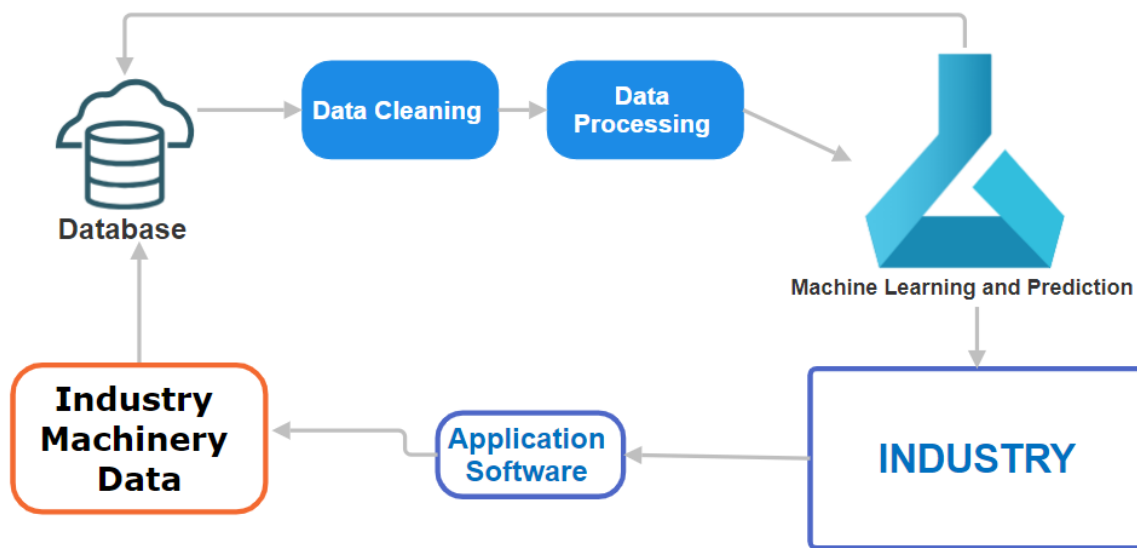 Data Cleaning
Data
Processing
Database
Machine Learning and Prediction
Industry
Machinery
Data
Application
Software
INDUSTRY